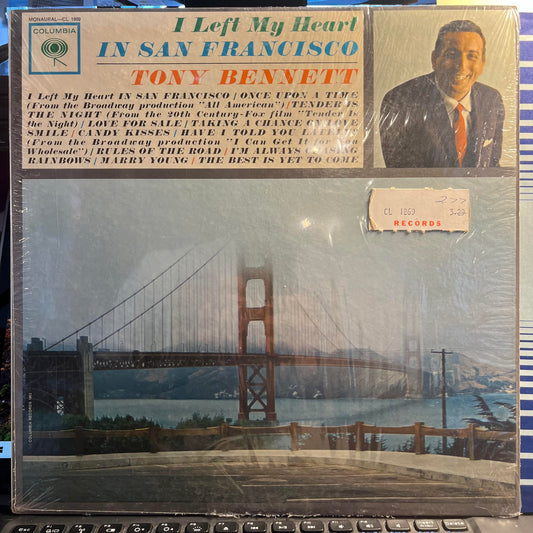 MONAURAL—CL 1869
COLUMBIA
I Left My Heart
IN SAN FRANCISCO
TONY BENNETT
I Left My Heart IN SAN FRANCISCO / ONCE UPON A TIME
(From the Broadway production "All American") / TENDER IS
THE NIGHT (From the 20th Century-Fox film "Tender Is
the Night) / LOVE FOR SALE / TAKING A CHANCE ON LOVE
SMILE / CANDY KISSES / HAVE I TOLD YOU LATELY?
(From the Broadway production "I Can Get It for You
Wholesale") / RULES OF THE ROAD / I'M ALWAYS CHASING
RAINBOWS / MARRY YOUNG / THE BEST IS YET TO COME
CL 1869
RECORDS